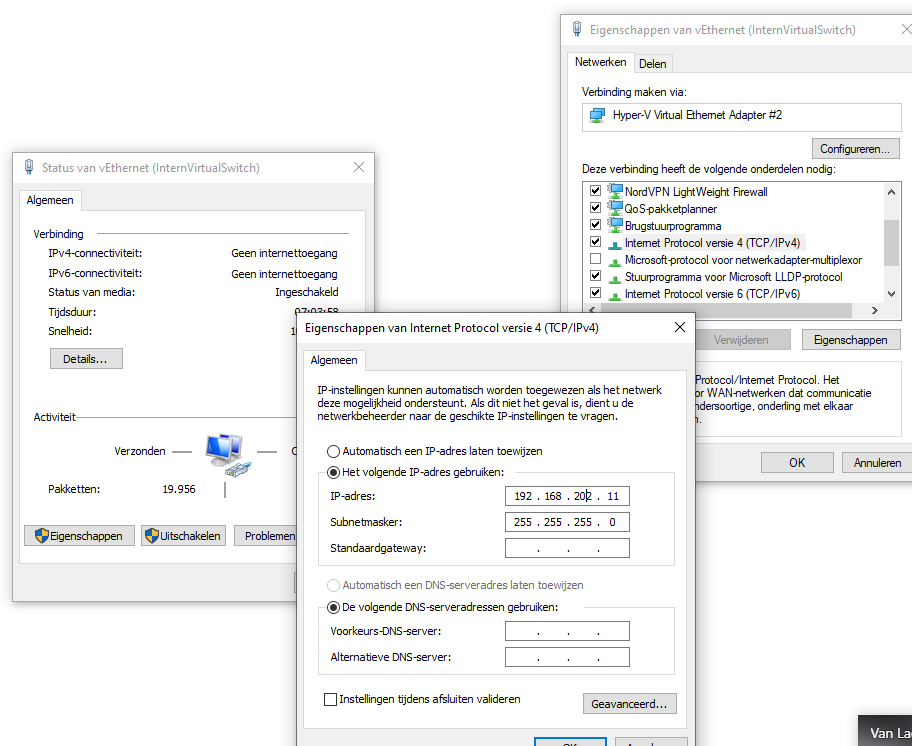 Eigenschappen van vEthernet (InternVirtualSwitch)
Netwerken
Delen
Verbinding maken via:
Hyper-V Virtual Ethernet Adapter #2
Configureren...
Deze verbinding heeft de volgende onderdelen nodig:
NordVPN LightWeight Firewall
QoS-pakketplanner
Brugstuurprogramma
Internet Protocol versie 4 (TCP/IPv4)
Microsoft-protocol voor netwerkadapter-multiplexor
Stuurprogramma voor Microsoft LLDP-protocol
Internet Protocol versie 6 (TCP/IPv6)
Verwijderen
Eigenschappen
Protocol/Internet Protocol. Het
or WAN-netwerken dat communicatie
ndersoortige, onderling met elkaar
OK
Annuleren
Status van vEthernet (InternVirtualSwitch)
Algemeen
Verbinding
IPv4-connectiviteit: Geen internettoegang
IPv6-connectiviteit: Geen internettoegang
Status van media: Ingeschakeld
Tijdsduur: 07:03:58
Snelheid: 1
Details...
Activiteit
Verzonden
Pakketten: 19.956
Eigenschappen
Uitschakelen
Problemen
Eigenschappen van Internet Protocol versie 4 (TCP/IPv4)
Algemeen
IP-instellingen kunnen automatisch worden toegewezen als het netwerk
deze mogelijkheid ondersteunt. Als dit niet het geval is, dient u de
netwerkbeheerder naar de geschikte IP-instellingen te vragen.
Automatisch een IP-adres laten toewijzen
Het volgende IP-adres gebruiken:
IP-adres: 192 . 168 . 202 . 11
Subnetmasker: 255 . 255 . 255 . 0
Standaardgateway: . . .
Automatisch een DNS-serveradres laten toewijzen
De volgende DNS-serveradressen gebruiken:
Voorkeurs-DNS-server: . . .
Alternatieve DNS-server: . . .
Instellingen tijdens afsluiten valideren
Geavanceerd...
Van La